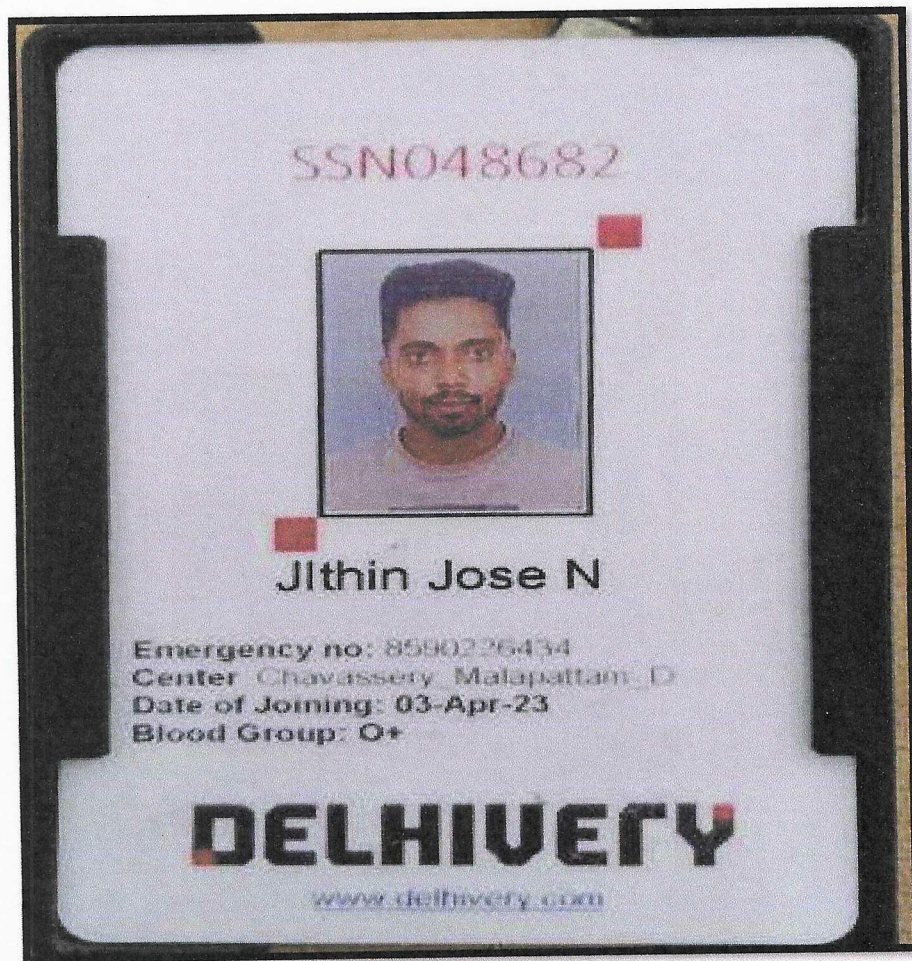 SSN048682
JIthin Jose N
Emergency no: 8590226434
Center Chavassery_Malapattam_D
Date of Joining: 03-Apr-23
Blood Group: O+
DELHIVERY
www.delhivery.com